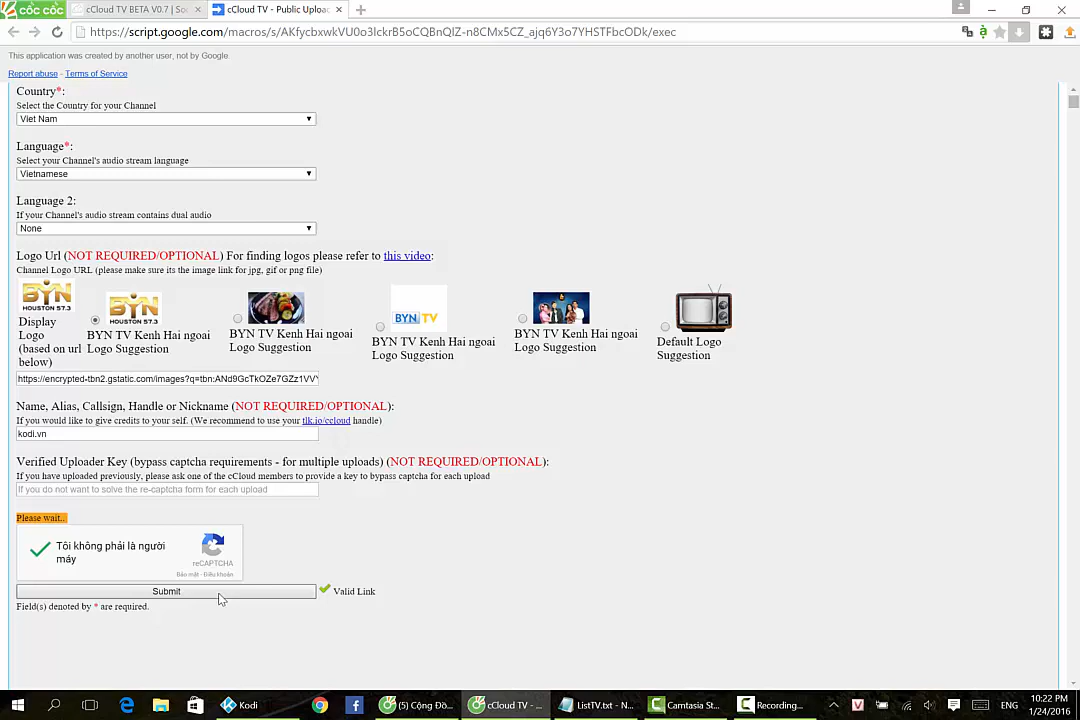 cốc cốc
cCloud TV BETA V0.7 | So
cCloud TV - Public Uploa
https://script.google.com/macros/s/AKfycbxwkVU0o3IckrB5oCQBnQIZ-n8CMx5CZ_ajq6Y3o7YHSTFbcODk/exec
This application was created by another user, not by Google
Report abuse - Terms of Service
Country*:
Select the Country for your Channel
Viet Nam
Language*:
Select your Channel's audio stream language
Vietnamese
Language 2:
If your Channel's audio stream contains dual audio
None
Logo Url (NOT REQUIRED/OPTIONAL) For finding logos please refer to this video:
Channel Logo URL (please make sure its the image link for jpg, gif or png file)
BYN
HOUSTON 57.3
Display
Logo
(based on url
below)
BYN
HOUSTON 57.3
BYN TV Kenh Hai ngoai
Logo Suggestion
BYN TV Kenh Hai ngoai
Logo Suggestion
BYN TV
BYN TV Kenh Hai ngoai
Logo Suggestion
BYN TV Kenh Hai ngoai
Logo Suggestion
Default Logo
Suggestion
https://encrypted-tbn2.gstatic.com/images?q=tbn:ANd9GcTkOZe7GZz1VV
Name, Alias, Callsign, Handle or Nickname (NOT REQUIRED/OPTIONAL):
If you would like to give credits to your self. (We recommend to use your tlk.io/ccloud handle)
kodi.vn
Verified Uploader Key (bypass captcha requirements - for multiple uploads) (NOT REQUIRED/OPTIONAL):
If you have uploaded previously, please ask one of the cCloud members to provide a key to bypass captcha for each upload
If you do not want to solve the re-captcha form for each upload
Please wait..
Tôi không phải là người
máy
reCAPTCHA
Bảo mật - Điều khoản
Submit
Valid Link
Field(s) denoted by * are required.
Kodi
(5) Cộng Đồ...
cCloud TV - ...
ListTV.txt - N...
Camtasia St...
Recording...
ENG
10:22 PM
1/24/2016